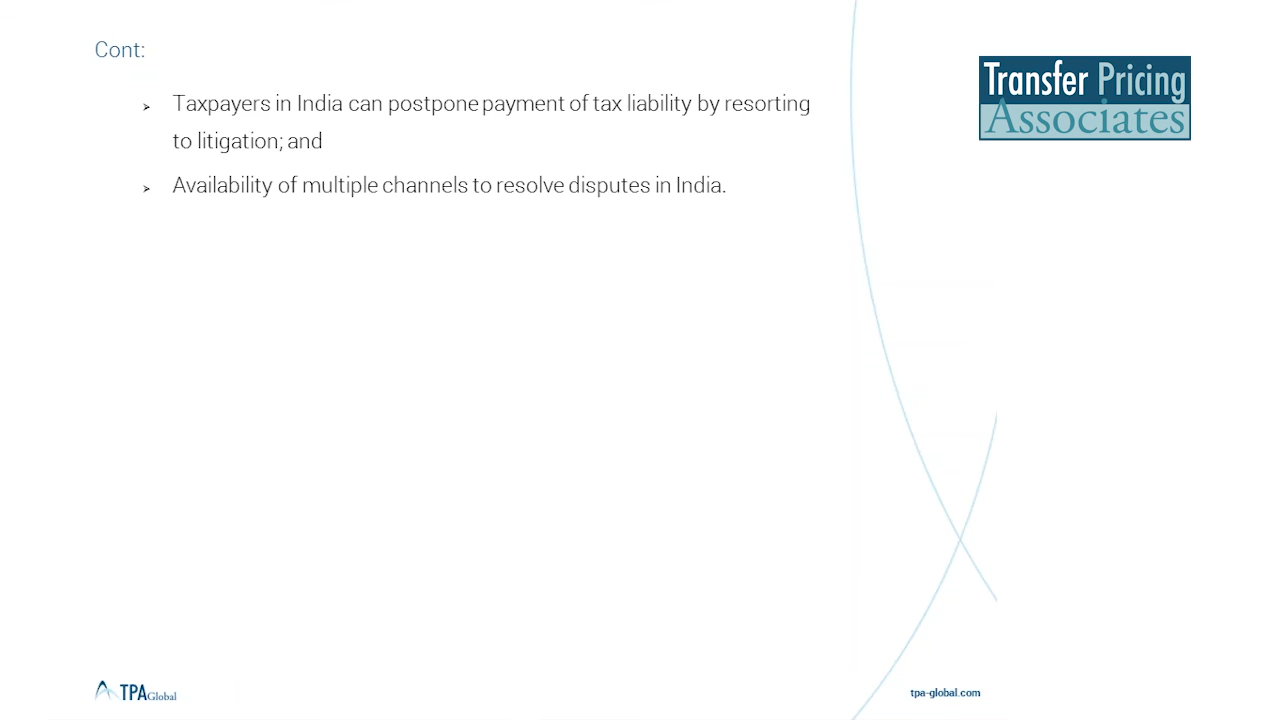 Cont:
Transfer Pricing
Associates
➢ Taxpayers in India can postpone payment of tax liability by resorting
to litigation; and
➢ Availability of multiple channels to resolve disputes in India.
TPA Global
tpa-global.com